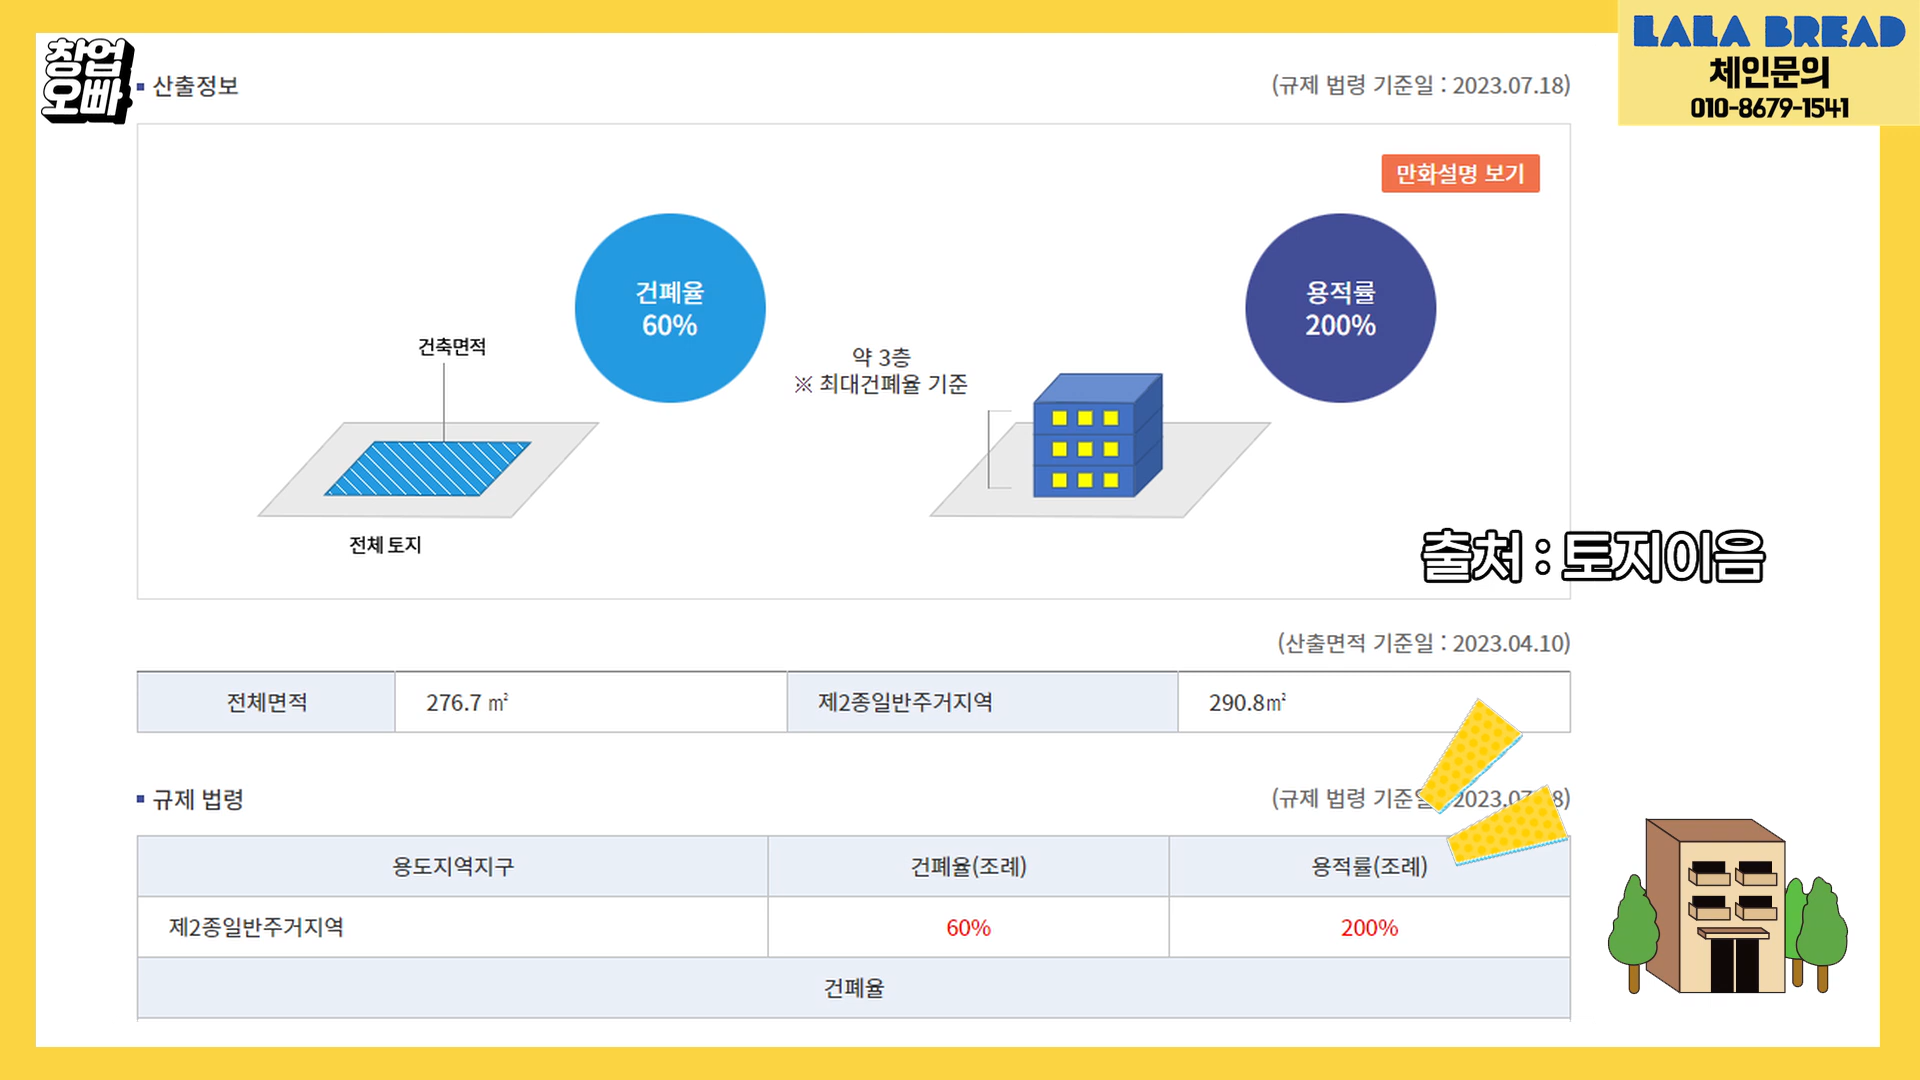 창업
오빠
LALA BREAD
체인문의
010-8679-1541
산출정보
(규제 법령 기준일 : 2023.07.18)
만화설명 보기
건폐율
60%
용적률
200%
건축면적
약 3층
※ 최대건폐율 기준
전체 토지
출처 : 토지이음
(산출면적 기준일 : 2023.04.10)
전체면적 276.7 ㎡ 제2종일반주거지역 290.8㎡
규제 법령
(규제 법령 기준일 2023.07 8)
용도지역지구 건폐율(조례) 용적률(조례)
제2종일반주거지역 60% 200%
건폐율